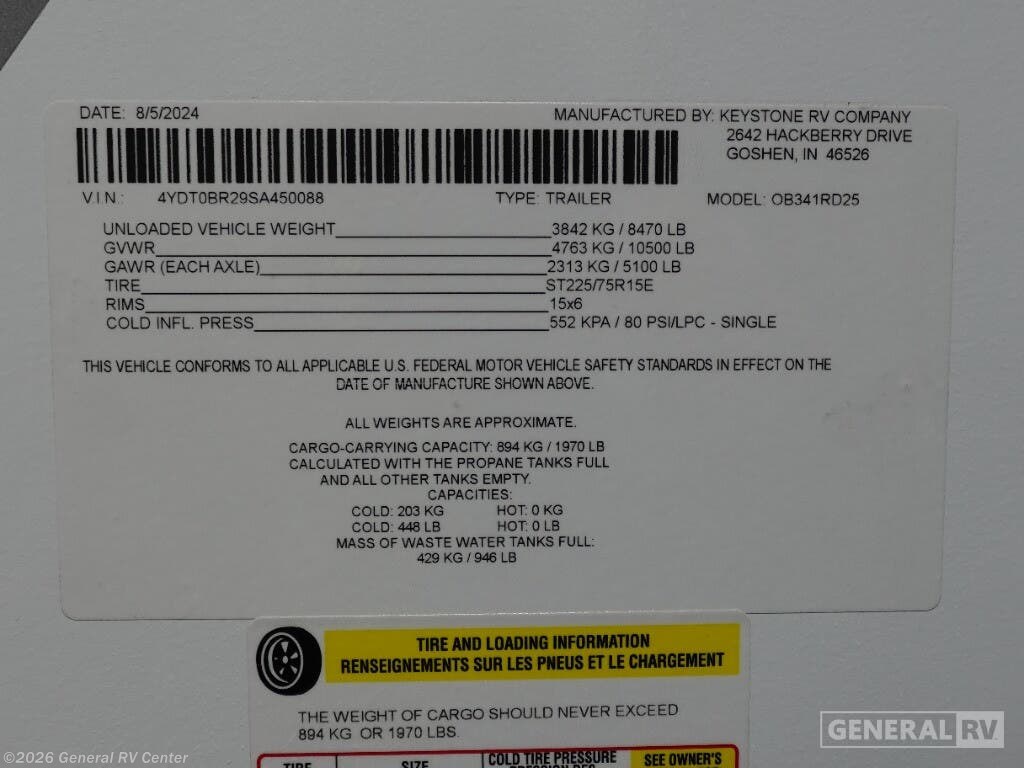 DATE: 8/5/2024
MANUFACTURED BY: KEYSTONE RV COMPANY
2642 HACKBERRY DRIVE
GOSHEN, IN 46526
V.I.N.: 4YDT0BR29SA450088 TYPE: TRAILER MODEL: OB341RD25
UNLOADED VEHICLE WEIGHT 3842 KG / 8470 LB
GVWR 4763 KG / 10500 LB
GAWR (EACH AXLE) 2313 KG / 5100 LB
TIRE ST225/75R15E
RIMS 15x6
COLD INFL. PRESS 552 KPA / 80 PSI/LPC - SINGLE
THIS VEHICLE CONFORMS TO ALL APPLICABLE U.S. FEDERAL MOTOR VEHICLE SAFETY STANDARDS IN EFFECT ON THE
DATE OF MANUFACTURE SHOWN ABOVE.
ALL WEIGHTS ARE APPROXIMATE.
CARGO-CARRYING CAPACITY: 894 KG / 1970 LB
CALCULATED WITH THE PROPANE TANKS FULL
AND ALL OTHER TANKS EMPTY.
CAPACITIES:
COLD: 203 KG HOT: 0 KG
COLD: 448 LB HOT: 0 LB
MASS OF WASTE WATER TANKS FULL:
429 KG / 946 LB
TIRE AND LOADING INFORMATION
RENSEIGNEMENTS SUR LES PNEUS ET LE CHARGEMENT
THE WEIGHT OF CARGO SHOULD NEVER EXCEED
894 KG OR 1970 LBS.
TIRE SIZE COLD TIRE PRESSURE SEE OWNER'S
GENERAL RV
©2026 General RV Center